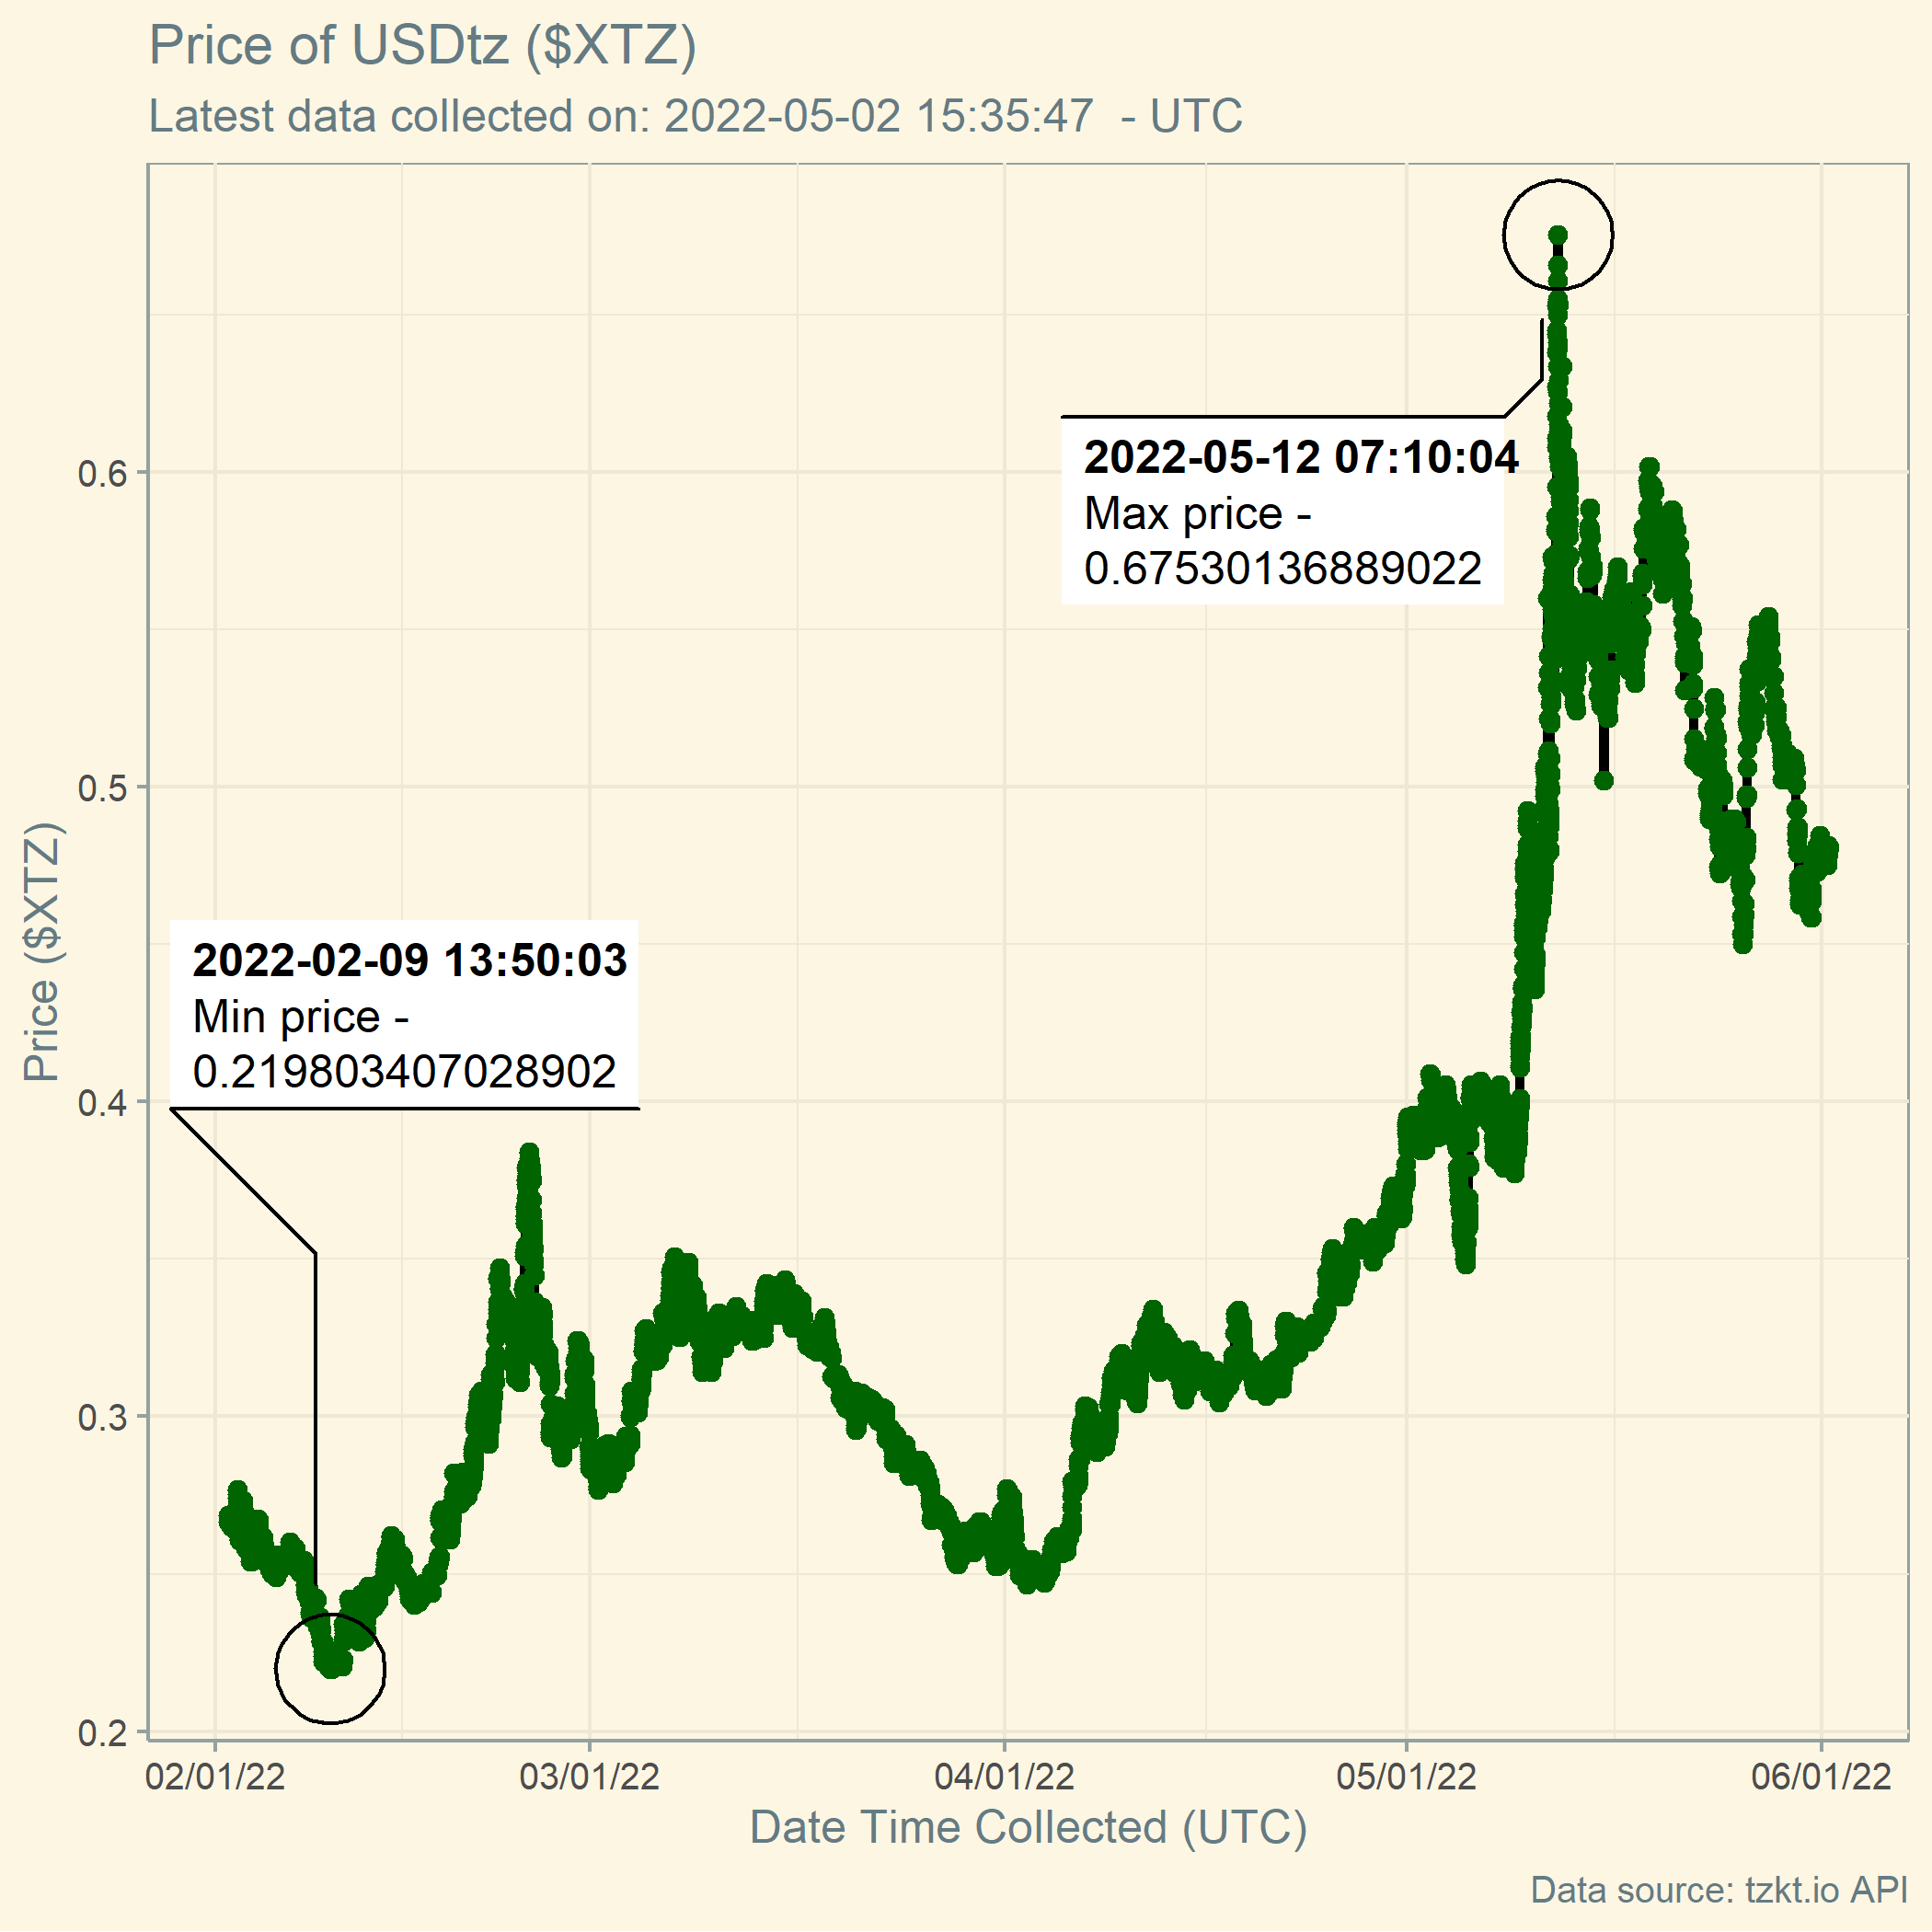 Price of USDtz ($XTZ)
Latest data collected on: 2022-05-02 15:35:47  - UTC
2022-05-12 07:10:04
Max price -
0.67530136889022
2022-02-09 13:50:03
Min price -
0.219803407028902
Price ($XTZ)
0.6
0.5
0.4
0.3
0.2
02/01/22
03/01/22
04/01/22
05/01/22
06/01/22
Date Time Collected (UTC)
Data source: tzkt.io API